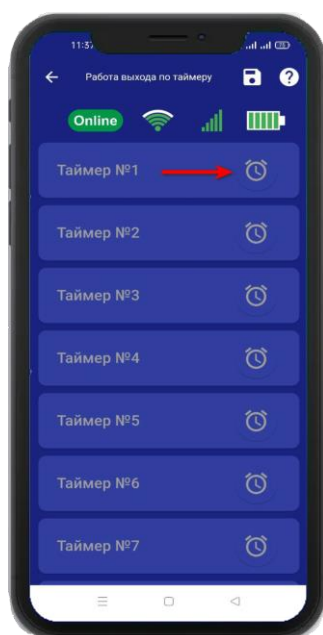 11:37
Работа выхода по таймеру
Online
Таймер №1
Таймер №2
Таймер №3
Таймер №4
Таймер №5
Таймер №6
Таймер №7